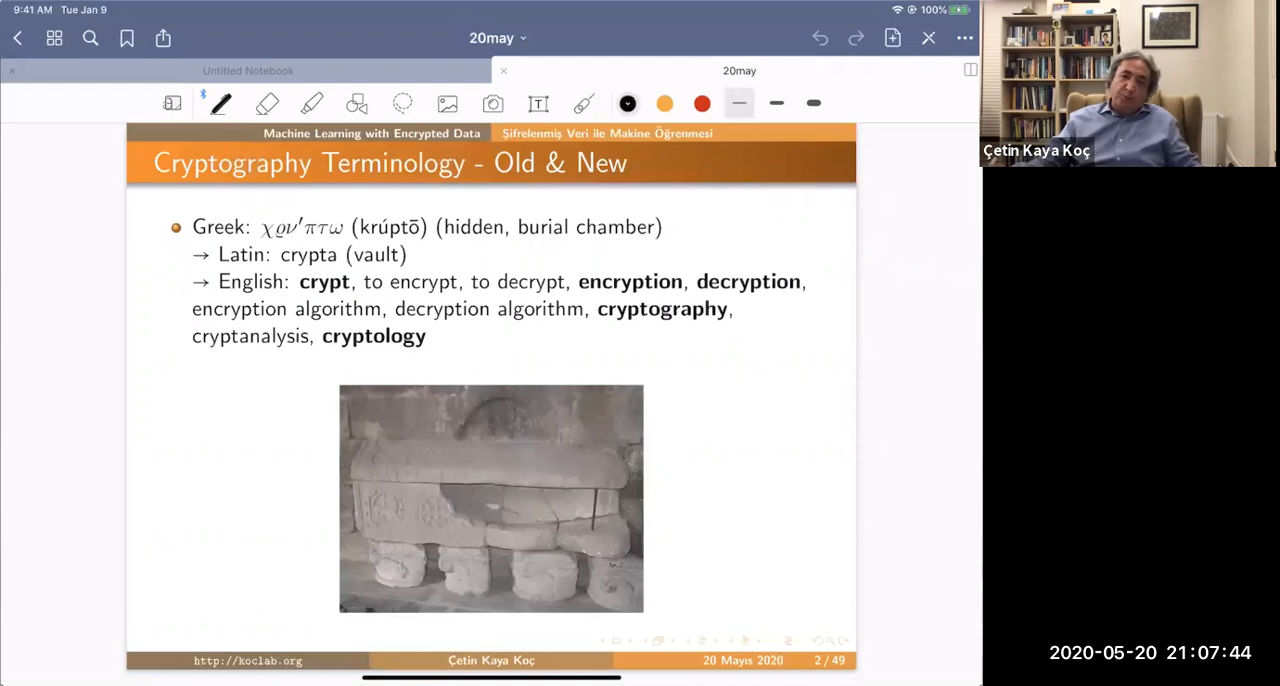 9:41 AM Tue Jan 9
100%
20may
Untitled Notebook
20may
T
Machine Learning with Encrypted Data
Şifrelenmiş Veri ile Makine Öğrenmesi
Cryptography Terminology - Old & New
Greek: χϱν′πτω (krúptō) (hidden, burial chamber)
→ Latin: crypta (vault)
→ English: crypt, to encrypt, to decrypt, encryption, decryption,
encryption algorithm, decryption algorithm, cryptography,
cryptanalysis, cryptology
http://koclab.org
Çetin Kaya Koç
20 Mayıs 2020
2 / 49
Çetin Kaya Koç
2020-05-20 21:07:44